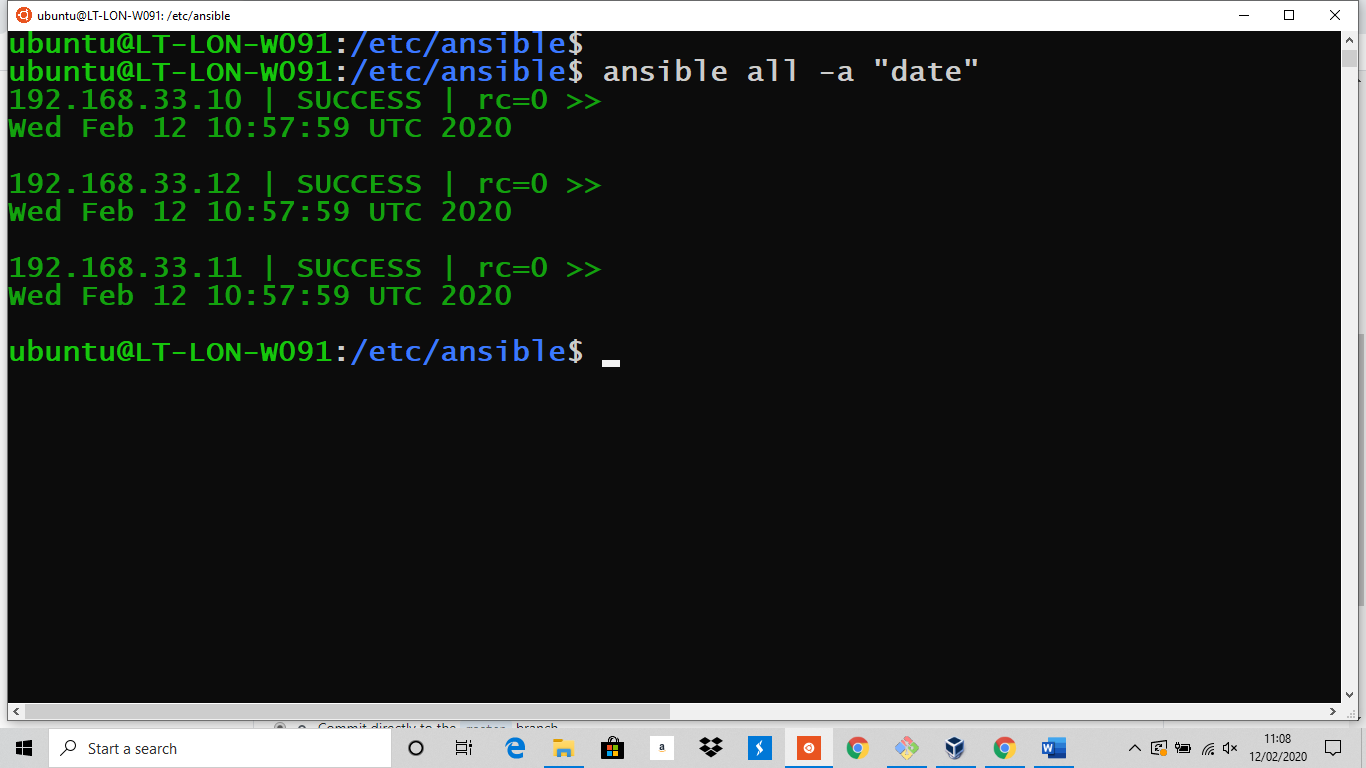 ubuntu@LT-LON-W091: /etc/ansible
ubuntu@LT-LON-W091:/etc/ansible$
ubuntu@LT-LON-W091:/etc/ansible$ ansible all -a "date"
192.168.33.10 | SUCCESS | rc=0 >>
Wed Feb 12 10:57:59 UTC 2020
192.168.33.12 | SUCCESS | rc=0 >>
Wed Feb 12 10:57:59 UTC 2020
192.168.33.11 | SUCCESS | rc=0 >>
Wed Feb 12 10:57:59 UTC 2020
ubuntu@LT-LON-W091:/etc/ansible$
Commit directly to the master branch
Start a search
a
11:08
12/02/2020